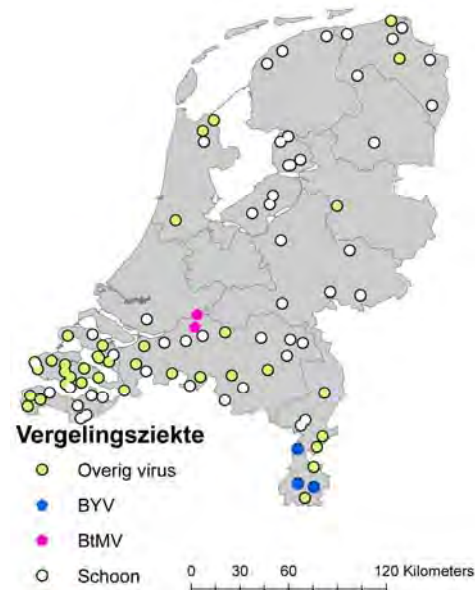 Vergelingsziekte
Overig virus
BYV
BtMV
Schoon
0 30 60 120 Kilometers